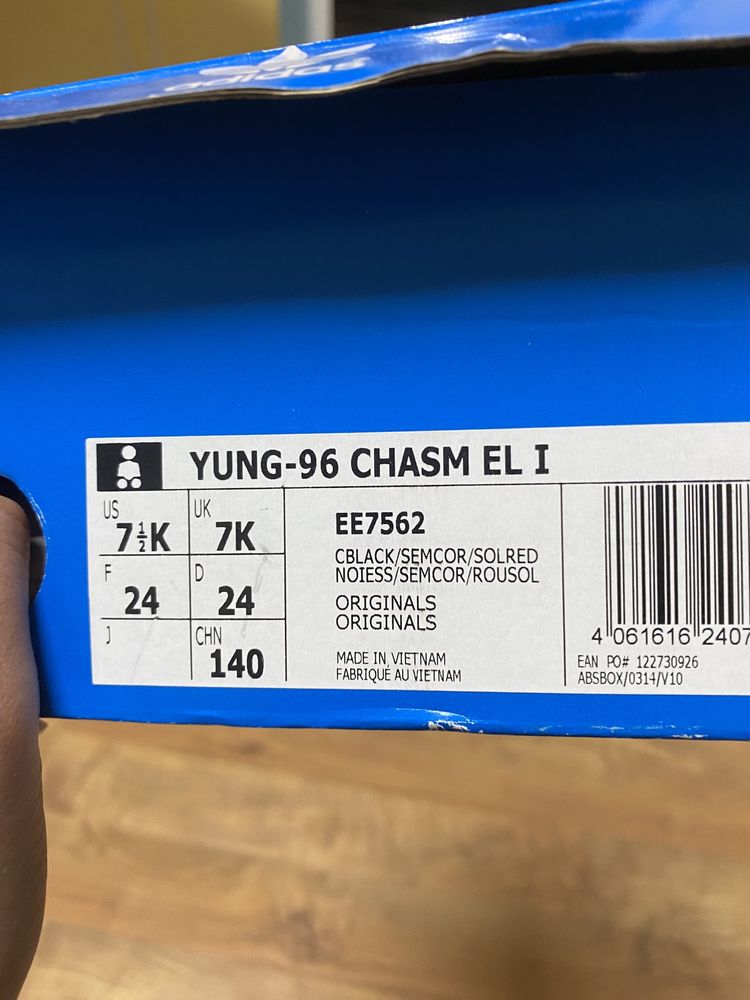 adidas
YUNG-96 CHASM EL I
US
7½K
UK
7K
F
24
D
24
J
CHN
140
EE7562
CBLACK/SEMCOR/SOLRED
NOIESS/SEMCOR/ROUSOL
ORIGINALS
ORIGINALS
MADE IN VIETNAM
FABRIQUÉ AU VIETNAM
4 061616 2407
EAN PO# 122730926
ABSBOX/0314/V10